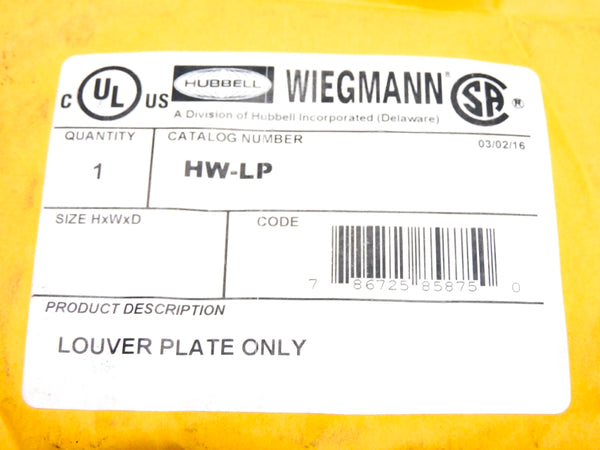 C UL US HUBBELL WIEGMANN® SA ®
A Division of Hubbell Incorporated (Delaware)
QUANTITY CATALOG NUMBER 03/02/16
1 HW-LP
SIZE HxWxD CODE
7 86725 85875 0
PRODUCT DESCRIPTION
LOUVER PLATE ONLY